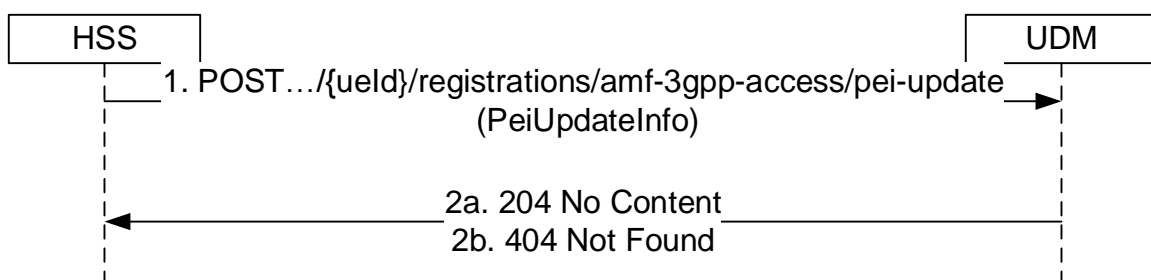 HSS
UDM
1. POST…/{ueId}/registrations/amf-3gpp-access/pei-update
(PeiUpdateInfo)
2a. 204 No Content
2b. 404 Not Found